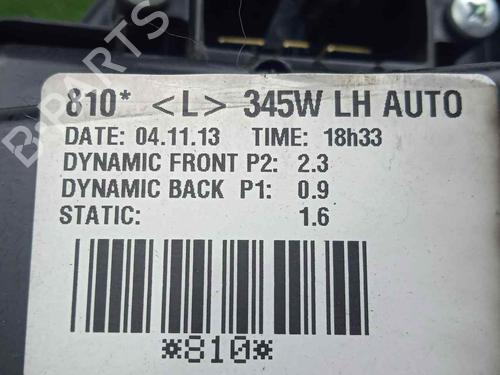 810* <L> 345W LH AUTO
DATE: 04.11.13 TIME: 18h33
DYNAMIC FRONT P2: 2.3
DYNAMIC BACK P1: 0.9
STATIC: 1.6
*810*
B-PARTS